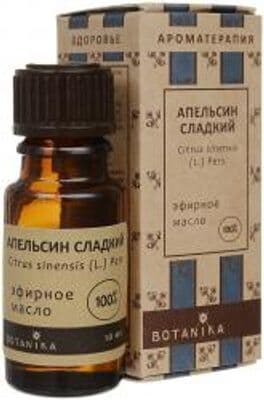 ЗДОРОВЬЕ
АРОМАТЕРАПИЯ
АПЕЛЬСИН
СЛАДКИЙ
Citrus sinensis
(L.) Pers
эфирное
масло
100%
BOTANIKA
АПЕЛЬСИН СЛАДКИЙ
Citrus sinensis (L.) Pers
эфирное
масло
100%
10 мл
BOTANIKA